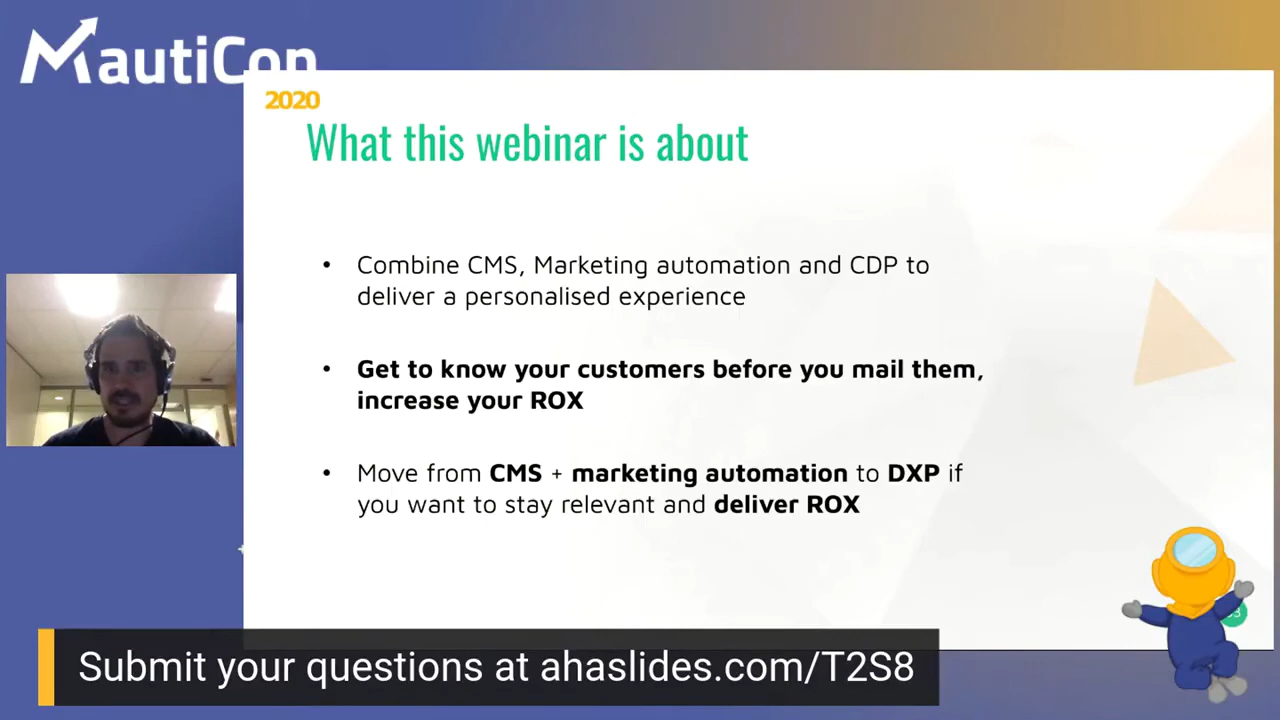 MautiCon
2020
What this webinar is about
• Combine CMS, Marketing automation and CDP to
deliver a personalised experience
• Get to know your customers before you mail them,
increase your ROX
• Move from CMS + marketing automation to DXP if
you want to stay relevant and deliver ROX
Submit your questions at ahaslides.com/T2S8